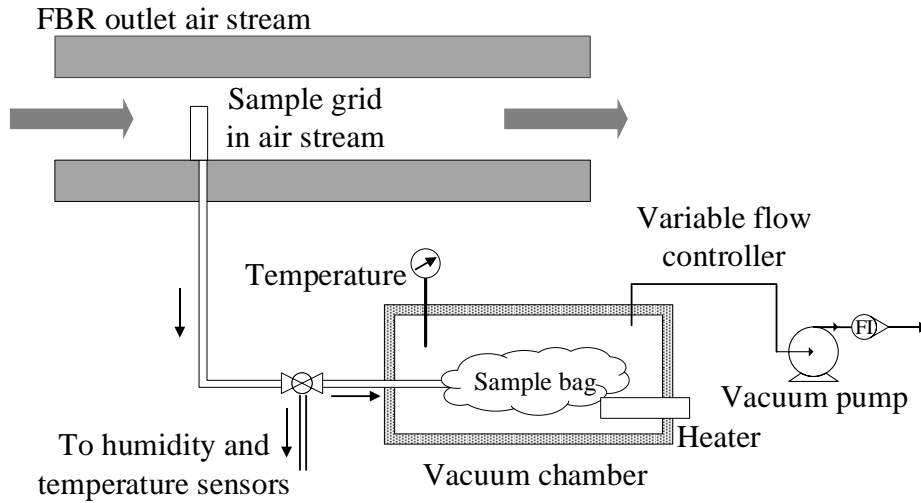 FBR outlet air stream
Sample grid
in air stream
Variable flow
controller
Temperature
FI
Sample bag
Vacuum pump
To humidity and
temperature sensors
Heater
Vacuum chamber